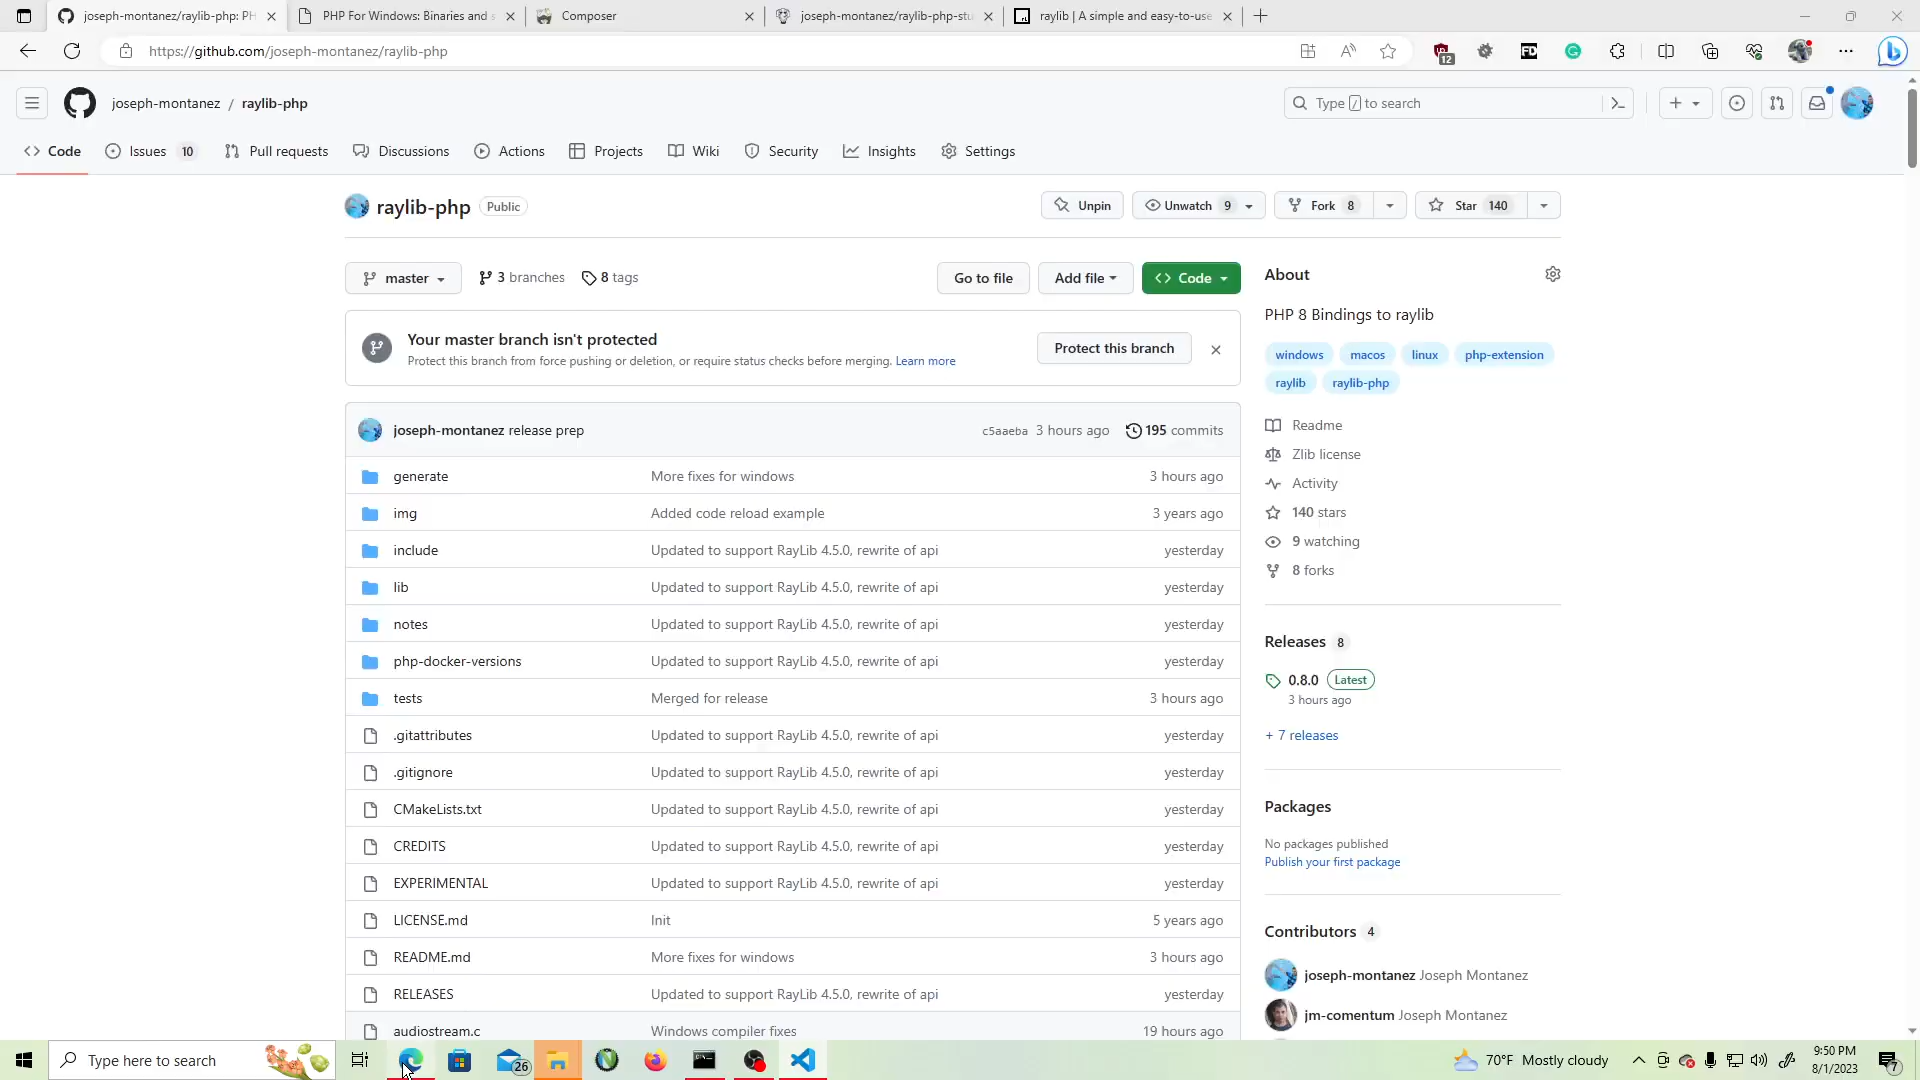 joseph-montanez/raylib-php: PH
PHP For Windows: Binaries and s
Composer
joseph-montanez/raylib-php-stu
raylib | A simple and easy-to-use
https://github.com/joseph-montanez/raylib-php
12
FD
joseph-montanez / raylib-php
Type / to search
Code
Issues 10
Pull requests
Discussions
Actions
Projects
Wiki
Security
Insights
Settings
raylib-php Public
Unpin
Unwatch 9
Fork 8
Star 140
master
3 branches
8 tags
Go to file
Add file
Code
Your master branch isn't protected
Protect this branch from force pushing or deletion, or require status checks before merging. Learn more
Protect this branch
joseph-montanez release prep c5aaeba 3 hours ago 195 commits
generate More fixes for windows 3 hours ago
img Added code reload example 3 years ago
include Updated to support RayLib 4.5.0, rewrite of api yesterday
lib Updated to support RayLib 4.5.0, rewrite of api yesterday
notes Updated to support RayLib 4.5.0, rewrite of api yesterday
php-docker-versions Updated to support RayLib 4.5.0, rewrite of api yesterday
tests Merged for release 3 hours ago
.gitattributes Updated to support RayLib 4.5.0, rewrite of api yesterday
.gitignore Updated to support RayLib 4.5.0, rewrite of api yesterday
CMakeLists.txt Updated to support RayLib 4.5.0, rewrite of api yesterday
CREDITS Updated to support RayLib 4.5.0, rewrite of api yesterday
EXPERIMENTAL Updated to support RayLib 4.5.0, rewrite of api yesterday
LICENSE.md Init 5 years ago
README.md More fixes for windows 3 hours ago
RELEASES Updated to support RayLib 4.5.0, rewrite of api yesterday
audiostream.c Windows compiler fixes 19 hours ago
About
PHP 8 Bindings to raylib
windows macos linux php-extension
raylib raylib-php
Readme
Zlib license
Activity
140 stars
9 watching
8 forks
Releases 8
0.8.0 Latest
3 hours ago
+ 7 releases
Packages
No packages published
Publish your first package
Contributors 4
joseph-montanez Joseph Montanez
jm-comentum Joseph Montanez
Type here to search
26
70°F Mostly cloudy
9:50 PM
8/1/2023
7